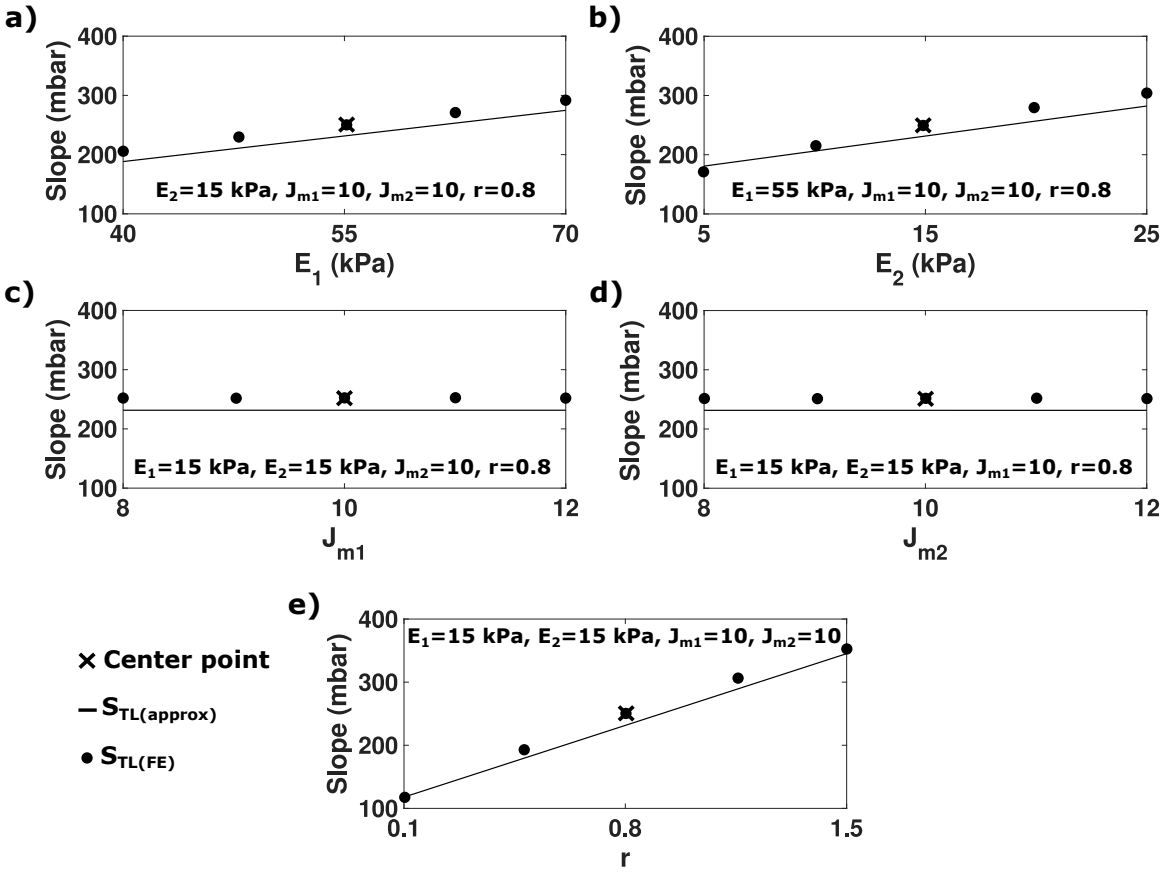 a)
400
300
200
100
Slope (mbar)
E₂=15 kPa, Jₘ₁=10, Jₘ₂=10, r=0.8
40 55 70
E₁ (kPa)
b)
400
300
200
100
Slope (mbar)
E₁=55 kPa, Jₘ₁=10, Jₘ₂=10, r=0.8
5 15 25
E₂ (kPa)
c)
400
300
200
100
Slope (mbar)
E₁=15 kPa, E₂=15 kPa, Jₘ₂=10, r=0.8
8 10 12
Jₘ₁
d)
400
300
200
100
Slope (mbar)
E₁=15 kPa, E₂=15 kPa, Jₘ₁=10, r=0.8
8 10 12
Jₘ₂
e)
400
300
200
100
Slope (mbar)
E₁=15 kPa, E₂=15 kPa, Jₘ₁=10, Jₘ₂=10
0.1 0.8 1.5
r
Center point
S_TL(approx)
S_TL(FE)